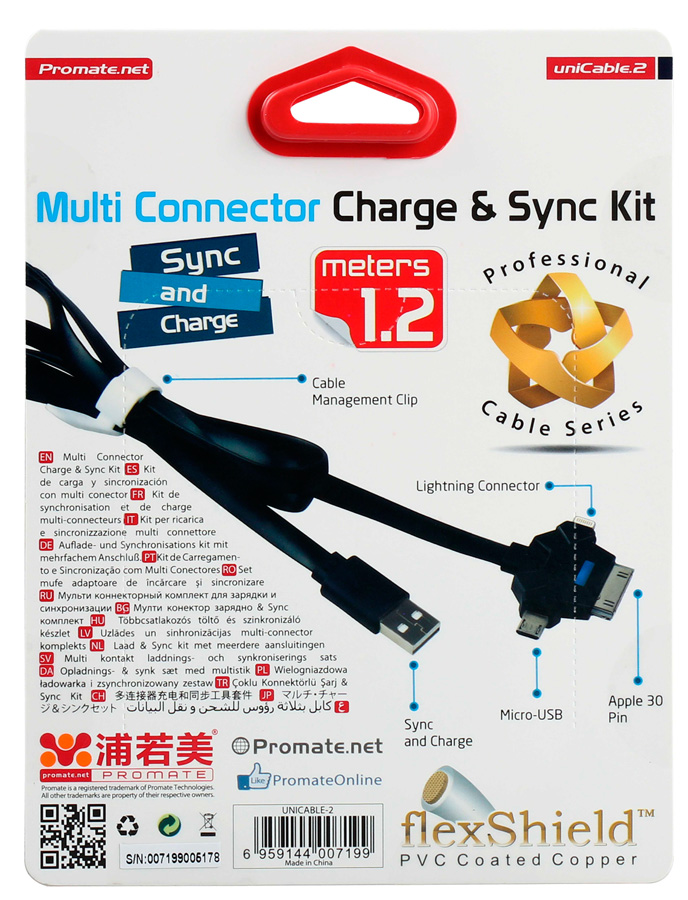 Promate.net
uniCable.2
Multi Connector Charge & Sync Kit
Sync
and
Charge
meters
1.2
Professional
Cable Series
Cable
Management Clip
Lightning Connector
EN Multi Connector
Charge & Sync Kit ES Kit
de carga y sincronización
con multi conector FR Kit de
synchronisation et de charge
multi-connecteurs IT Kit per ricarica
e sincronizzazione multi connettore
DE Auflade- und Synchronisations kit mit
mehrfachem Anschluß PT Kit de Carregamen-
to e Sincronização com Multi Conectores RO Set
mufe adaptoare de încărcare și sincronizare
RU Мульти коннекторный комплект для зарядки и
синхронизации BG Мулти конектор зарядно & Sync
комплект HU Többcsatlakozós töltő és szinkronizáló
készlet LV Uzlādes un sinhronizācijas multi-connector
komplekts NL Laad & Sync kit med meerdere aansluitingen
SV Multi kontakt laddnings- och synkroniserings sats
DA Opladnings- & synk sæt med multistik PL Wielogniazdowa
ładowarka i zsynchronizowany zestaw TR Çoklu Konnektörlü Şarj &
Sync Kit CH 多连接器充电和同步工具套件 JP マルチ・チャー
ジ&シンクセット ع كابل بثلاثة رؤوس للشحن و نقل البيانات
Sync
and Charge
Micro-USB
Apple 30
Pin
浦若美®
promate.net PROMATE
Promate is a registered trademark of Promate Technologies.
All other trademarks are property of their respective owners.
Promate.net
Like PromateOnline
S/N:007199005178
UNICABLE-2
6 959144 007199
Made in China
flexShield™
PVC Coated Copper